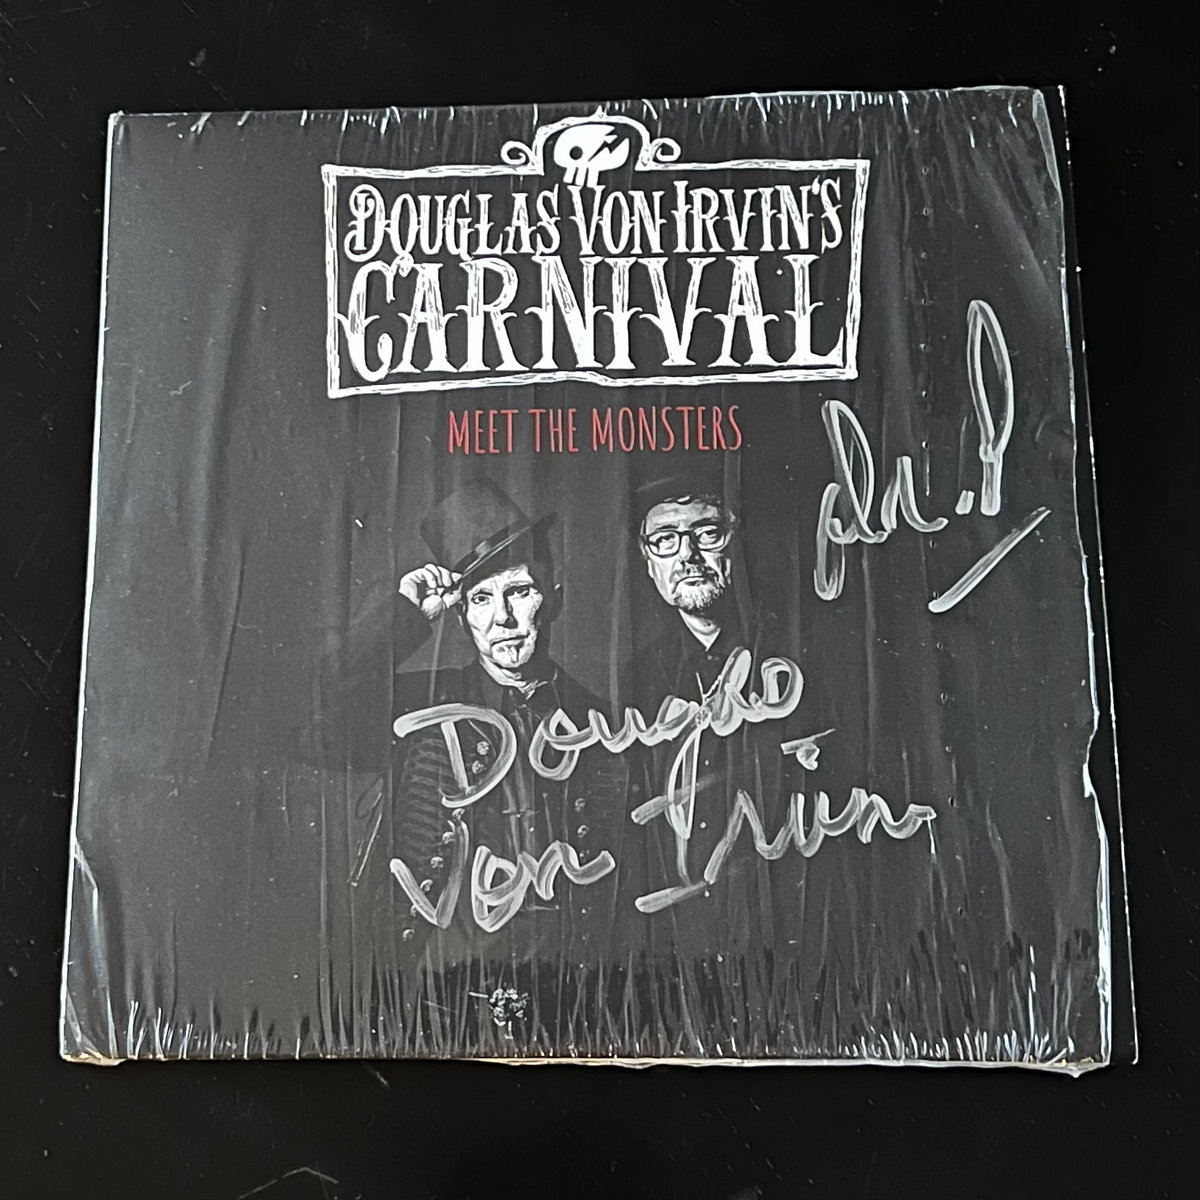 DOUGLAS VON IRVIN'S
CARNIVAL
MEET THE MONSTERS
Douglas
Von Irvin